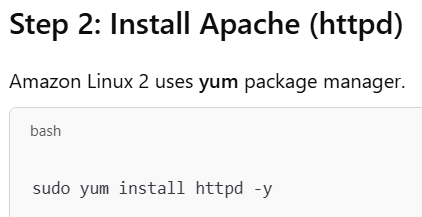 Step 2: Install Apache (httpd)
Amazon Linux 2 uses yum package manager.
bash
sudo yum install httpd -y